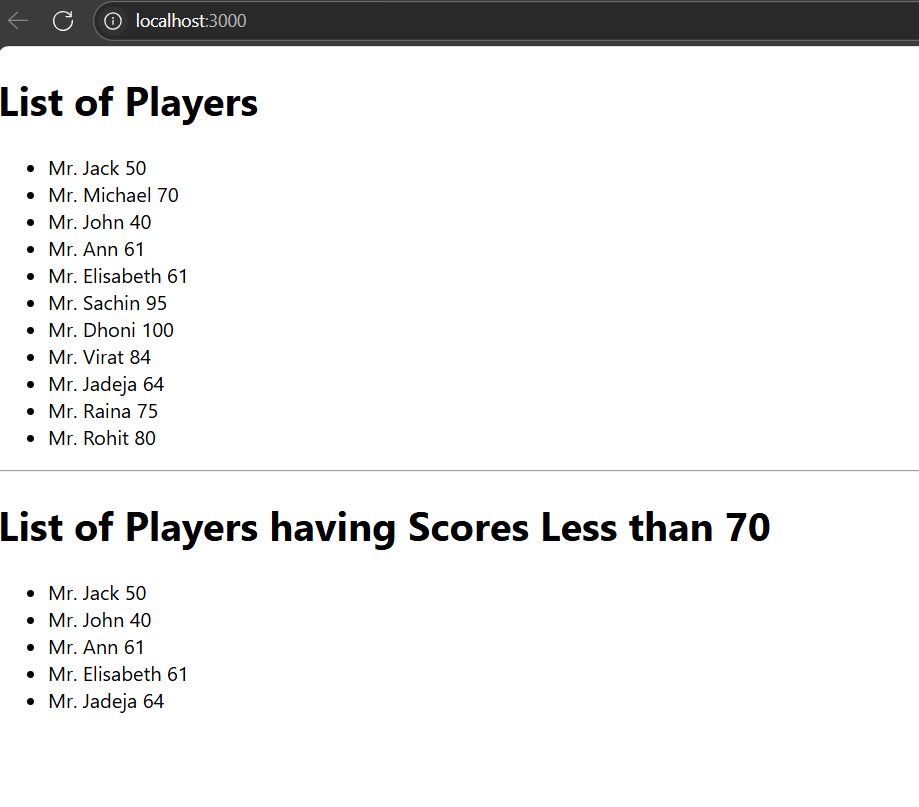 localhost:3000
List of Players
Mr. Jack 50
Mr. Michael 70
Mr. John 40
Mr. Ann 61
Mr. Elisabeth 61
Mr. Sachin 95
Mr. Dhoni 100
Mr. Virat 84
Mr. Jadeja 64
Mr. Raina 75
Mr. Rohit 80
List of Players having Scores Less than 70
Mr. Jack 50
Mr. John 40
Mr. Ann 61
Mr. Elisabeth 61
Mr. Jadeja 64